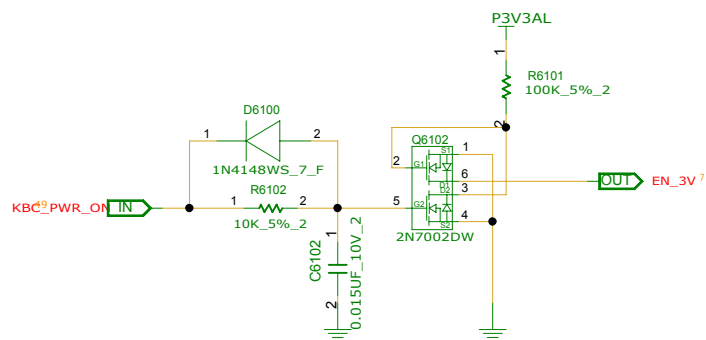 P3V3AL
1
R6101
100K_5%_2
2
D6100
1
2
1N4148WS_7_F
Q6102
S1
1
2
G1
D1
6
D2
3
KBC_PWR_ON
49
IN
R6102
1
2
10K_5%_2
5
G2
S2
4
2N7002DW
OUT
EN_3V
7
1
C6102
2
0.015UF_10V_2